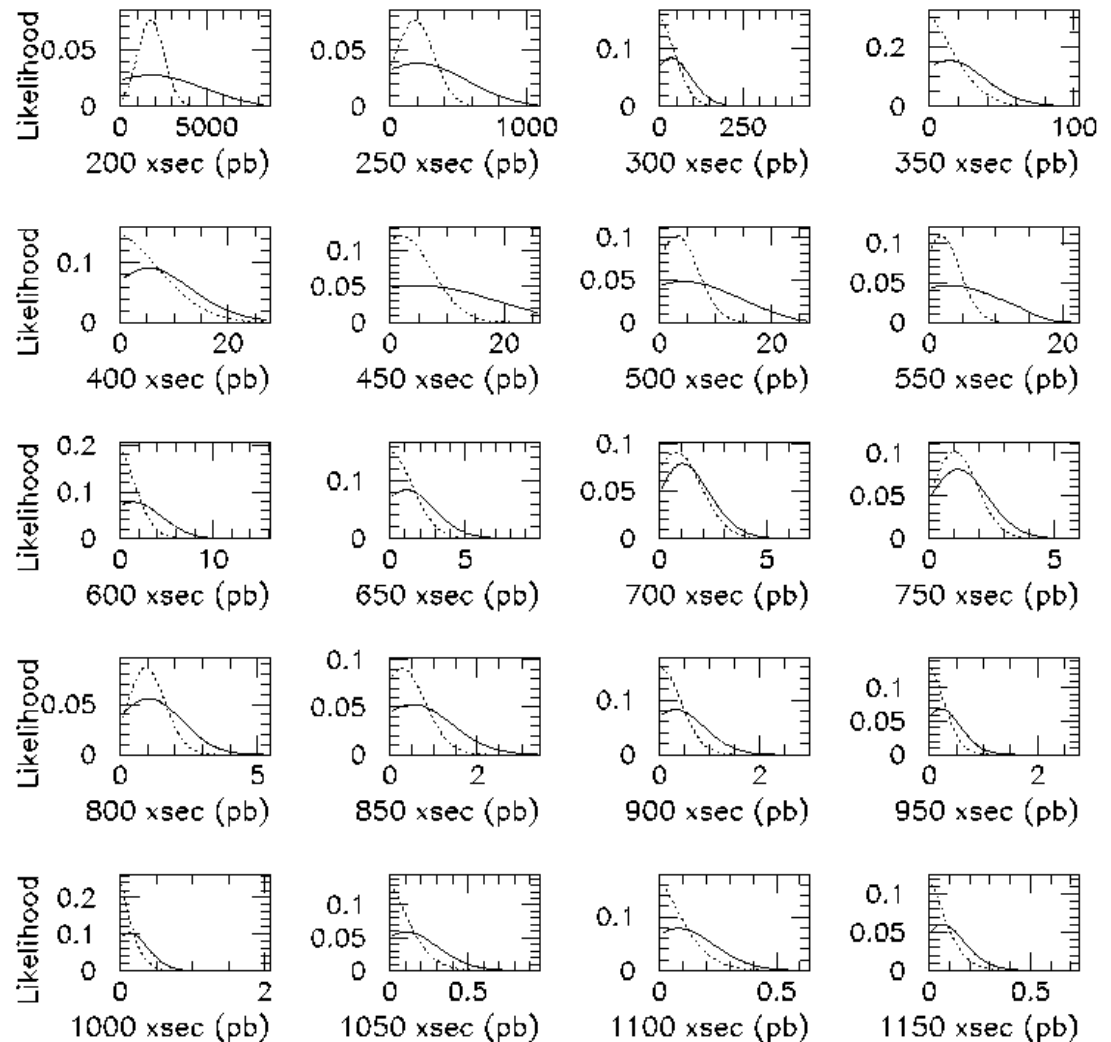 Likelihood
0.05
0
0 5000
200 xsec (pb)
0.05
0
0 1000
250 xsec (pb)
0.1
0
0 250
300 xsec (pb)
0.2
0
0 100
350 xsec (pb)
Likelihood
0.1
0
0 20
400 xsec (pb)
0.1
0.05
0
0 20
450 xsec (pb)
0.1
0.05
0
0 20
500 xsec (pb)
0.1
0.05
0
0 20
550 xsec (pb)
Likelihood
0.2
0.1
0
0 10
600 xsec (pb)
0.1
0
0 5
650 xsec (pb)
0.1
0.05
0
0 5
700 xsec (pb)
0.1
0.05
0
0 5
750 xsec (pb)
Likelihood
0.05
0
0 5
800 xsec (pb)
0.1
0.05
0
0 2
850 xsec (pb)
0.1
0
0 2
900 xsec (pb)
0.1
0.05
0
0 2
950 xsec (pb)
Likelihood
0.2
0.1
0
0 2
1000 xsec (pb)
0.1
0.05
0
0 0.5
1050 xsec (pb)
0.1
0
0 0.5
1100 xsec (pb)
0.1
0.05
0
0 0.5
1150 xsec (pb)